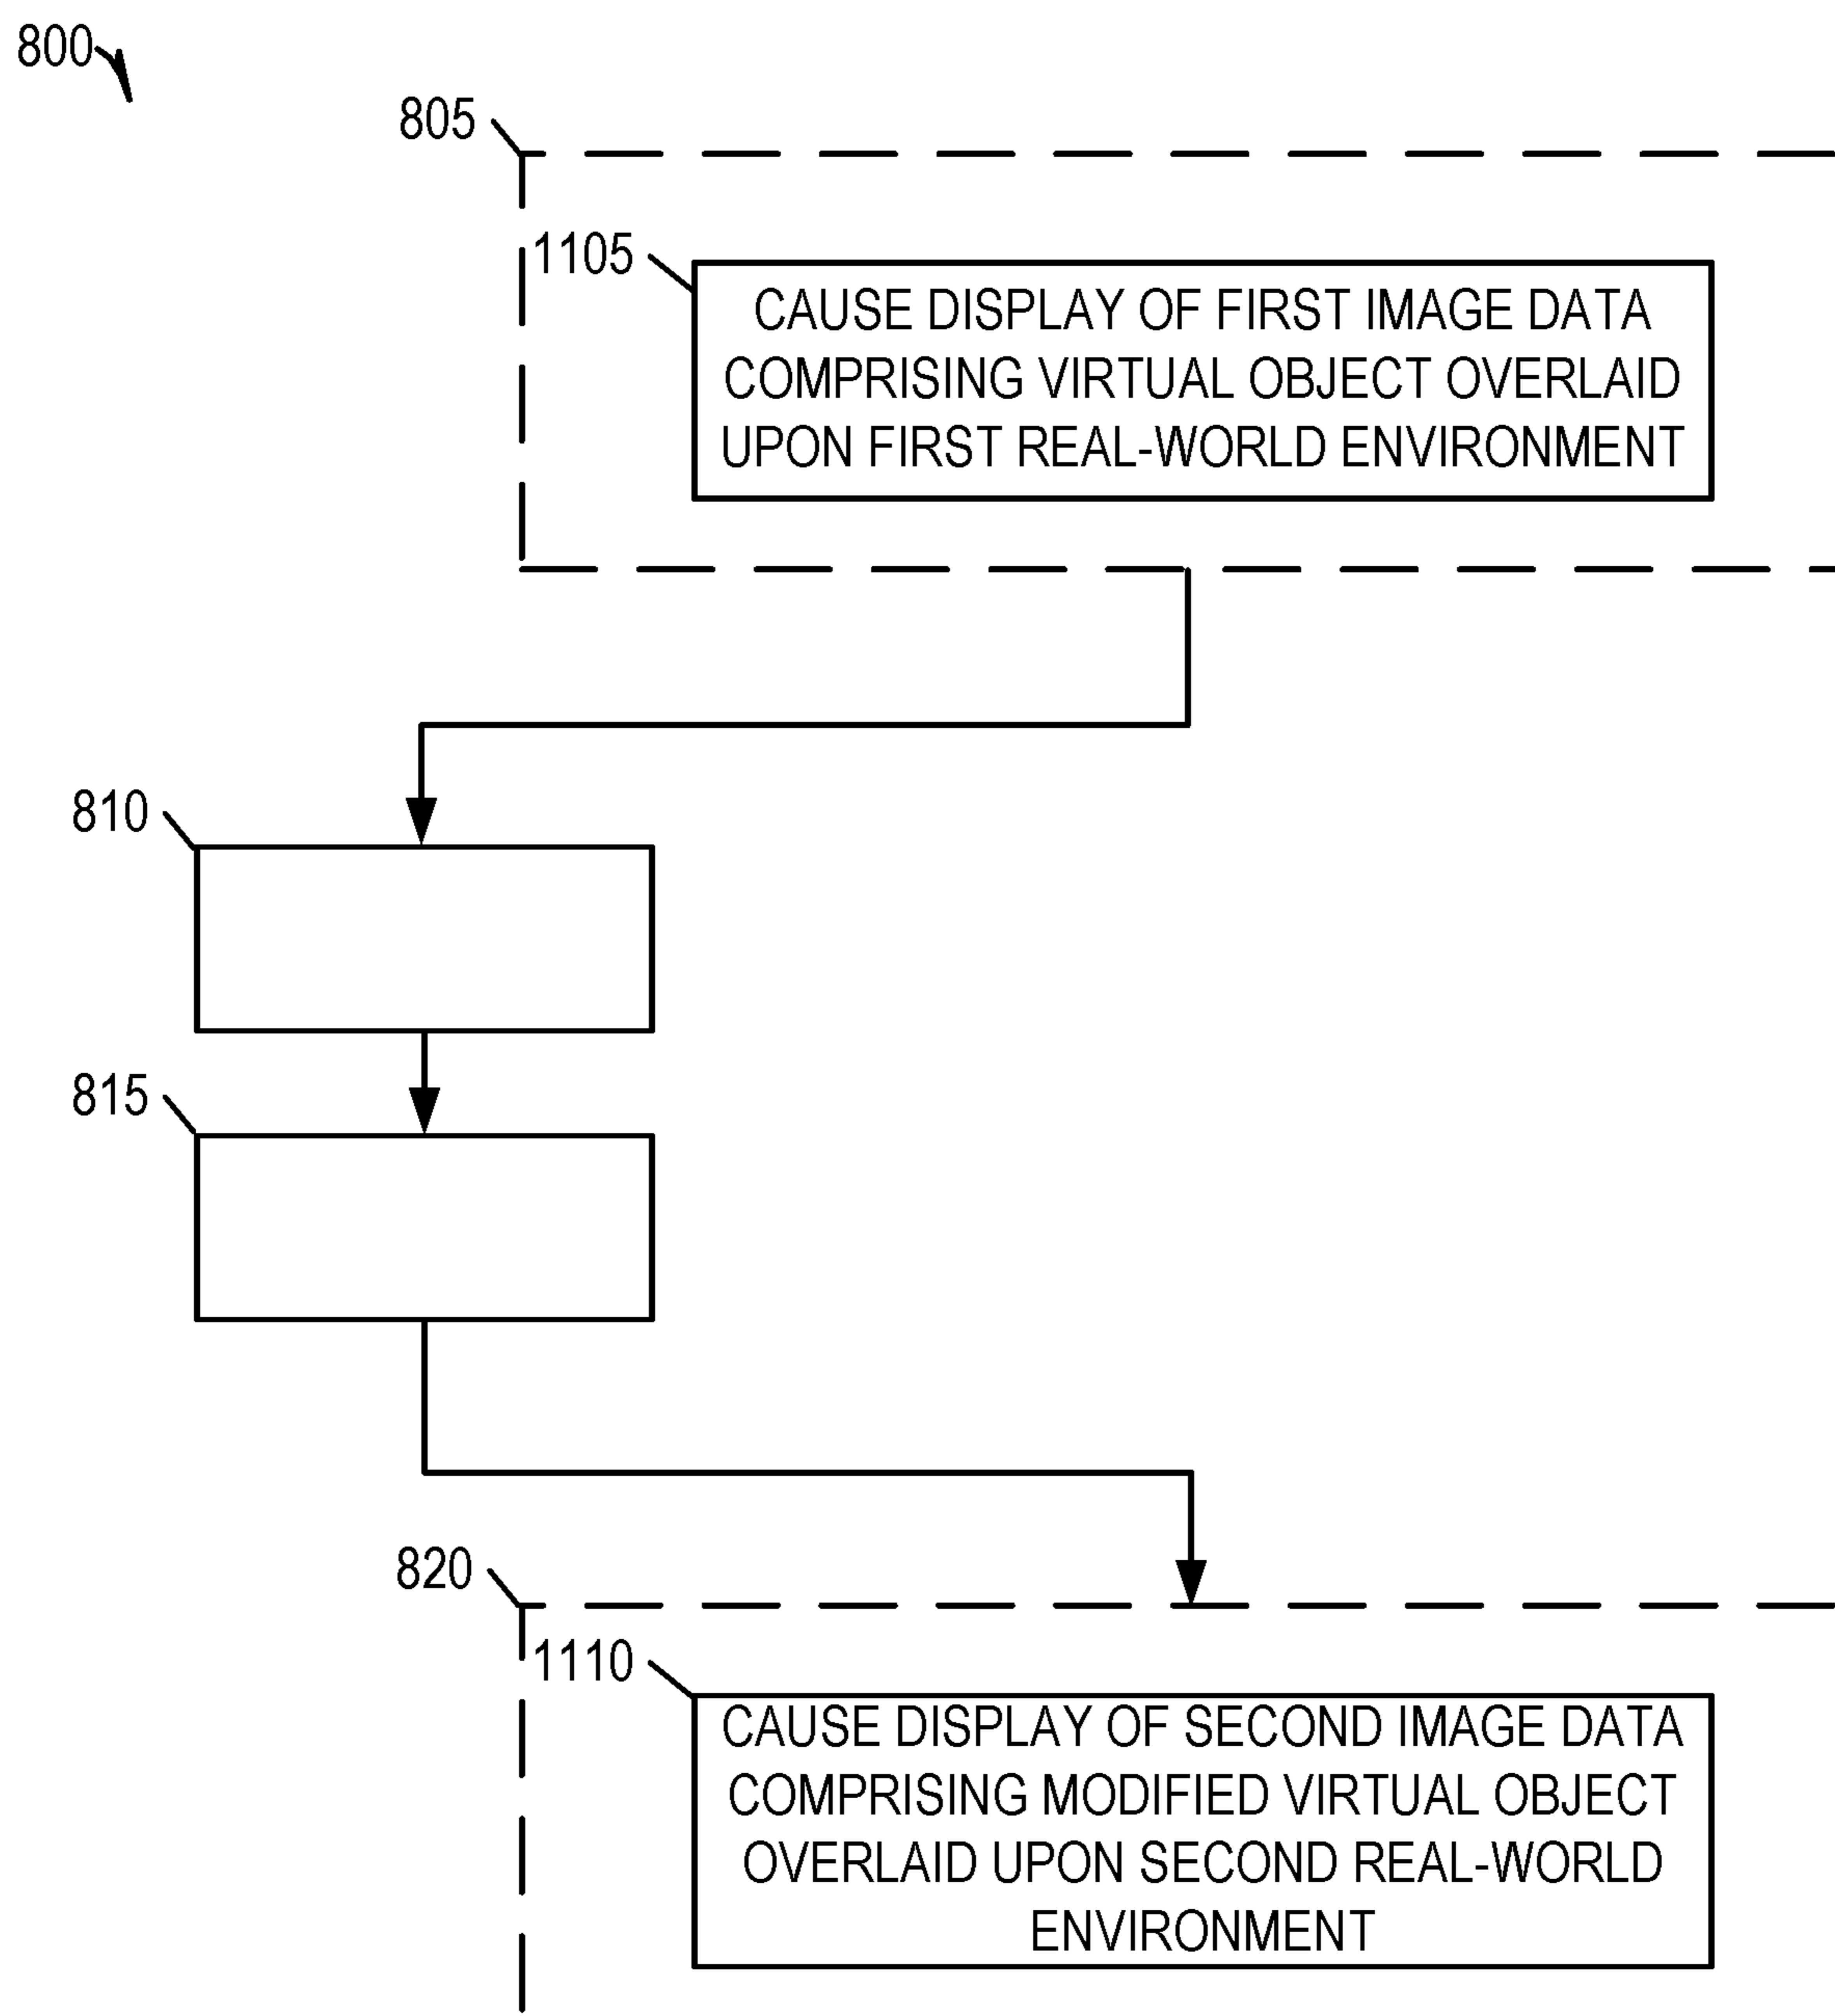 800
805
1105
CAUSE DISPLAY OF FIRST IMAGE DATA
COMPRISING VIRTUAL OBJECT OVERLAID
UPON FIRST REAL-WORLD ENVIRONMENT
810
815
820
1110
CAUSE DISPLAY OF SECOND IMAGE DATA
COMPRISING MODIFIED VIRTUAL OBJECT
OVERLAID UPON SECOND REAL-WORLD
ENVIRONMENT